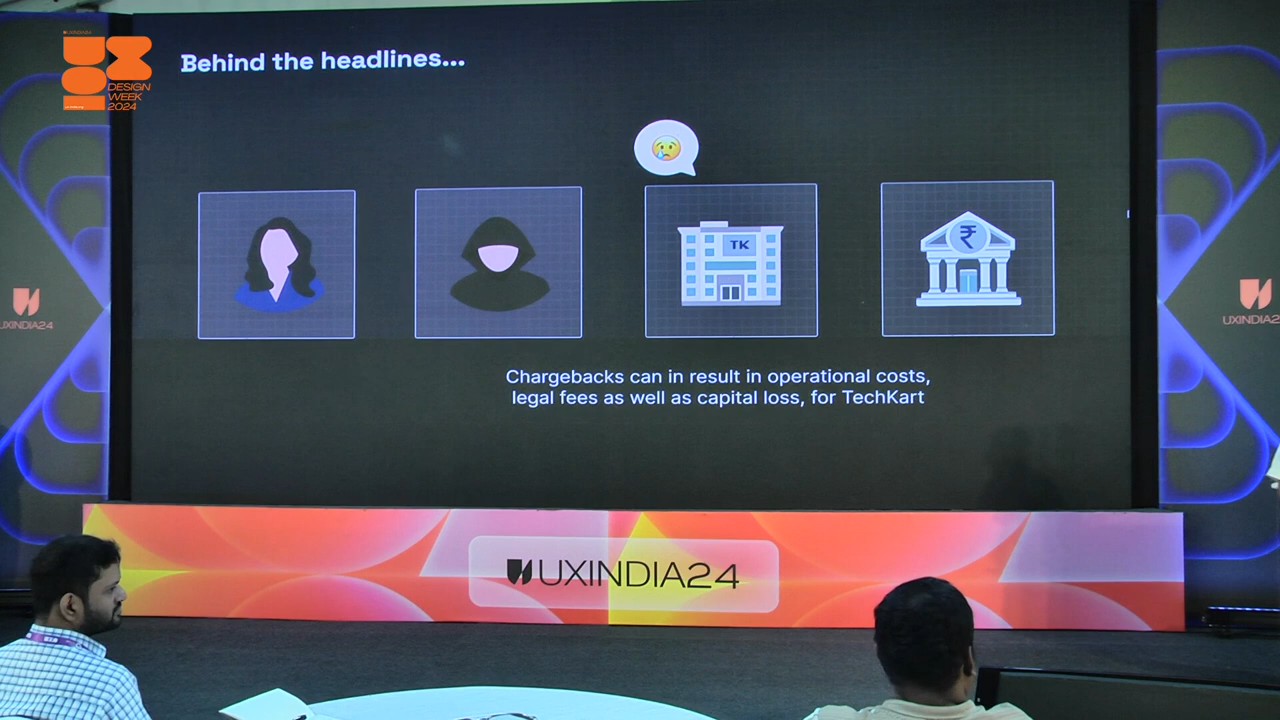 UXINDIA24
UX
DESIGN
WEEK
2024
Behind the headlines...
TK
₹
Chargebacks can in result in operational costs,
legal fees as well as capital loss, for TechKart
UXINDIA24
UXINDIA2
UXINDIA24